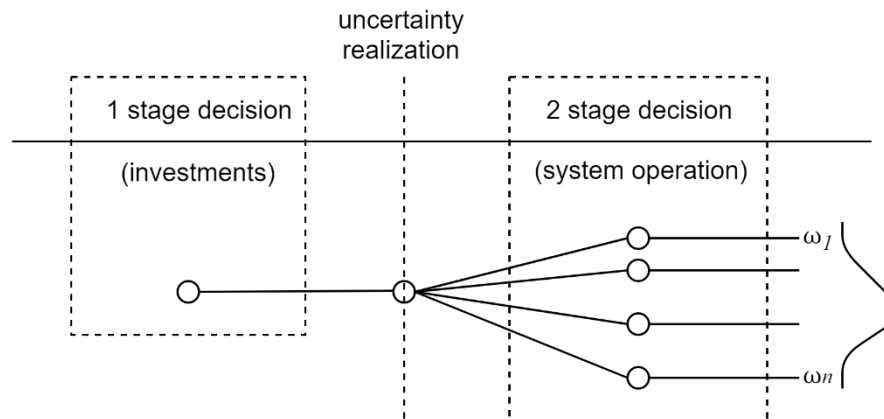 uncertainty
realization
1 stage decision
2 stage decision
(investments)
(system operation)
ω1
ωn